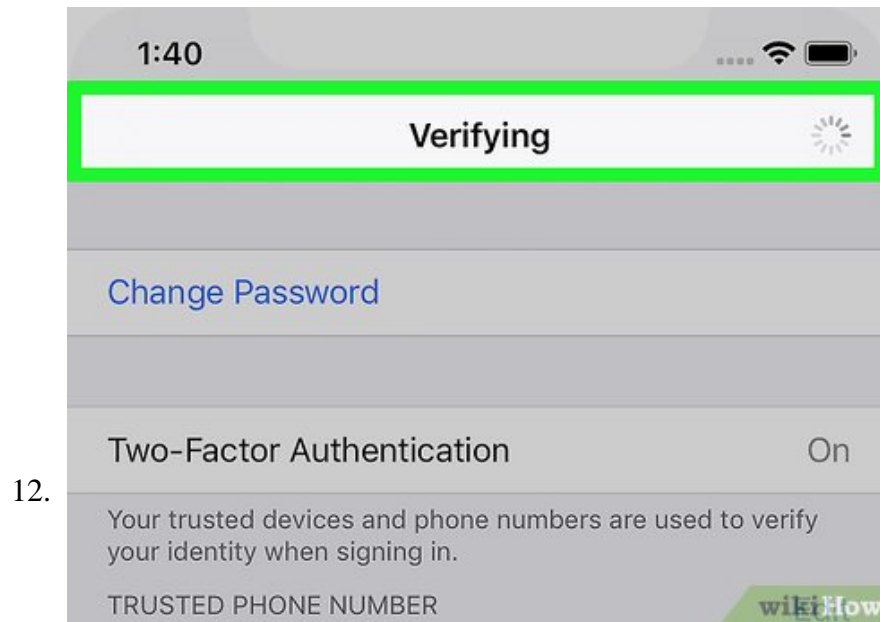 1:40
Verifying
Change Password
Two-Factor Authentication On
12.
Your trusted devices and phone numbers are used to verify
your identity when signing in.
TRUSTED PHONE NUMBER
wikiHow